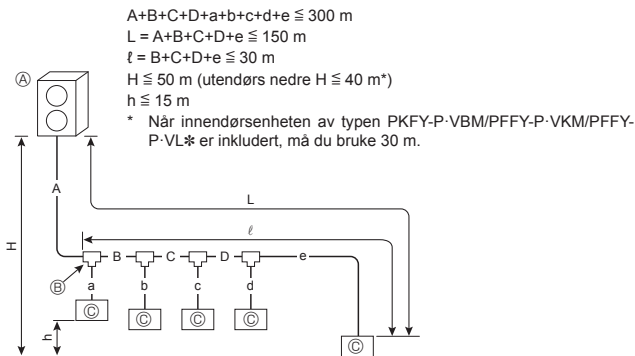 A+B+C+D+a+b+c+d+e ≦ 300 m
L = A+B+C+D+e ≦ 150 m
ℓ = B+C+D+e ≦ 30 m
H ≦ 50 m (utendørs nedre H ≦ 40 m*)
h ≦ 15 m
* Når innendørsenheten av typen PKFY-P·VBM/PFFY-P·VKM/PFFY-
P·VL✻ er inkludert, må du bruke 30 m.
Ⓐ
A
L
H
ℓ
B C D e
Ⓑ a b c d
Ⓒ Ⓒ Ⓒ Ⓒ
h
Ⓒ